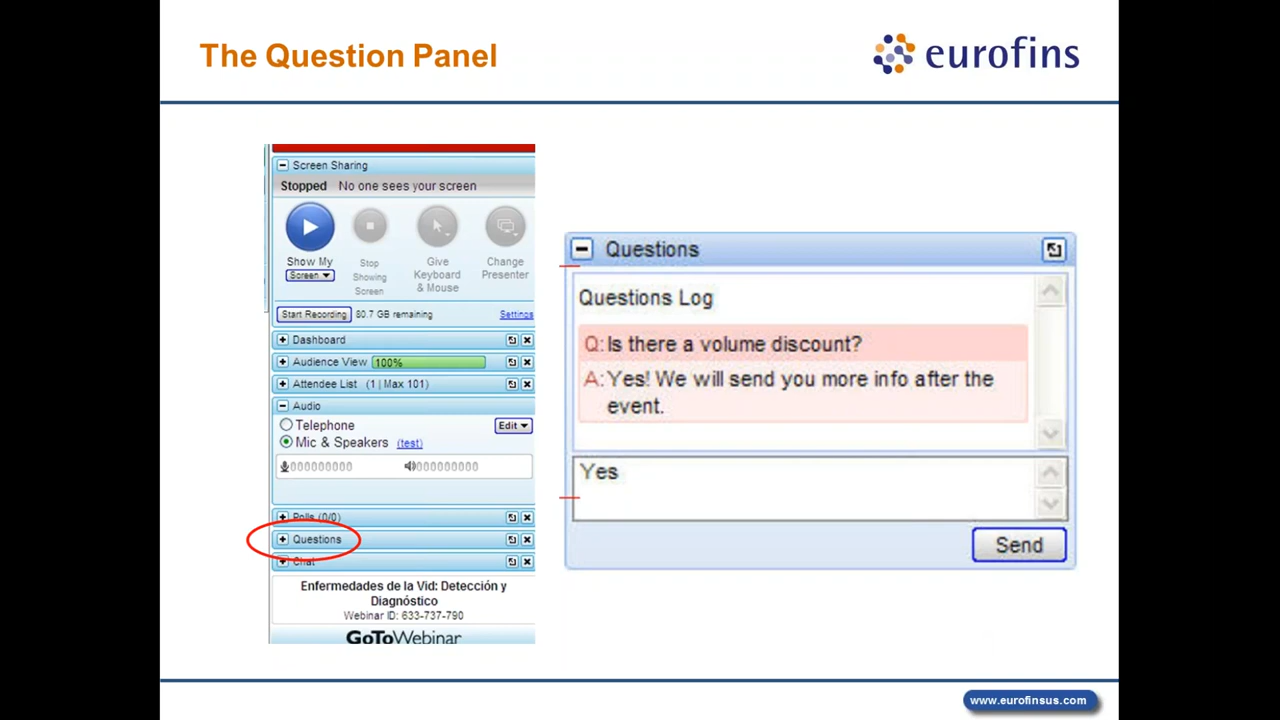 The Question Panel
eurofins
Screen Sharing
Stopped No one sees your screen
Show My
Screen
Stop
Showing
Screen
Give
Keyboard
& Mouse
Change
Presenter
Start Recording 80.7 GB remaining Settings
Dashboard
Audience View 100%
Attendee List (1 | Max 101)
Audio
Telephone Edit
Mic & Speakers (test)
Polls (0/0)
Questions
Chat
Enfermedades de la Vid: Detección y
Diagnóstico
Webinar ID: 633-737-790
GoToWebinar
Questions
Questions Log
Q: Is there a volume discount?
A: Yes! We will send you more info after the
event.
Yes
Send
www.eurofinsus.com